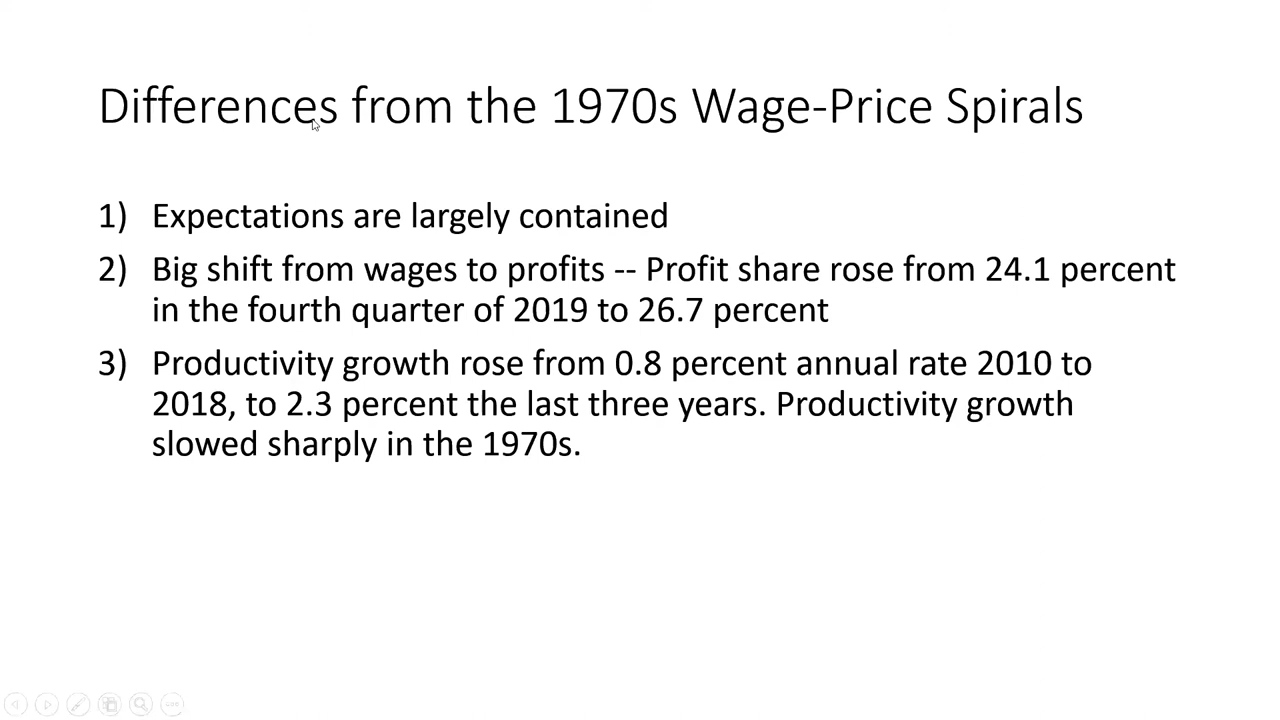 Differences from the 1970s Wage-Price Spirals
1) Expectations are largely contained
2) Big shift from wages to profits -- Profit share rose from 24.1 percent
in the fourth quarter of 2019 to 26.7 percent
3) Productivity growth rose from 0.8 percent annual rate 2010 to
2018, to 2.3 percent the last three years. Productivity growth
slowed sharply in the 1970s.